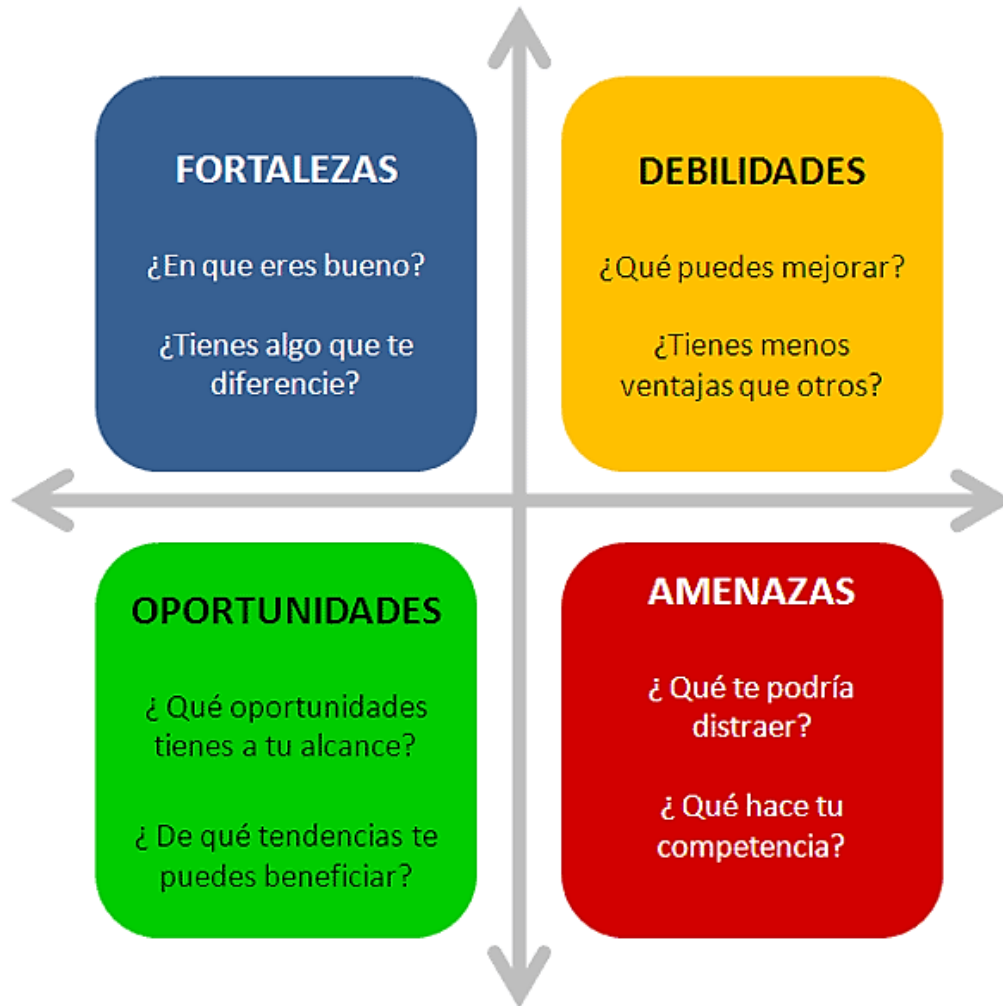 FORTALEZAS
¿En que eres bueno?
¿Tienes algo que te
diferencie?
DEBILIDADES
¿Qué puedes mejorar?
¿Tienes menos
ventajas que otros?
OPORTUNIDADES
¿ Qué oportunidades
tienes a tu alcance?
¿ De qué tendencias te
puedes beneficiar?
AMENAZAS
¿ Qué te podría
distraer?
¿ Qué hace tu
competencia?